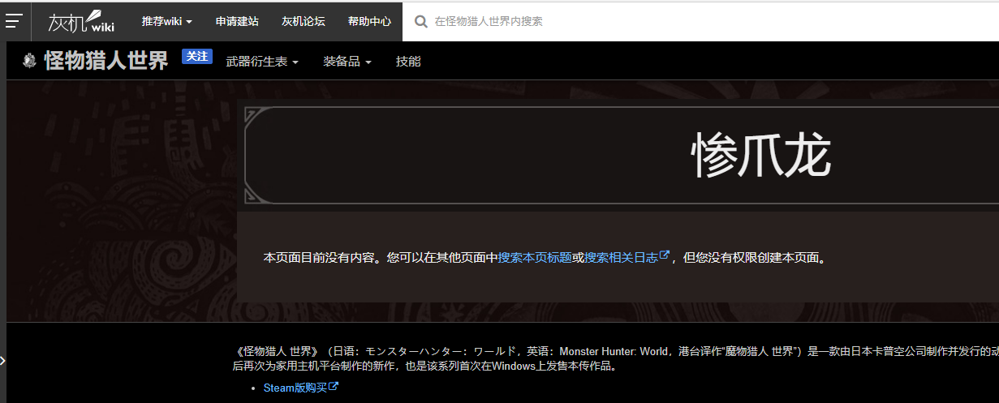 灰机wiki 推荐wiki 申请建站 灰机论坛 帮助中心 在怪物猎人世界内搜索
怪物猎人世界 关注 武器衍生表 装备品 技能
惨爪龙
本页面目前没有内容。您可以在其他页面中搜索本页标题或搜索相关日志，但您没有权限创建本页面。
《怪物猎人 世界》（日语：モンスターハンター：ワールド，英语：Monster Hunter: World，港台译作“魔物猎人 世界”）是一款由日本卡普空公司制作并发行的动
后再次为家用主机平台制作的新作，也是该系列首次在Windows上发售本传作品。
Steam版购买